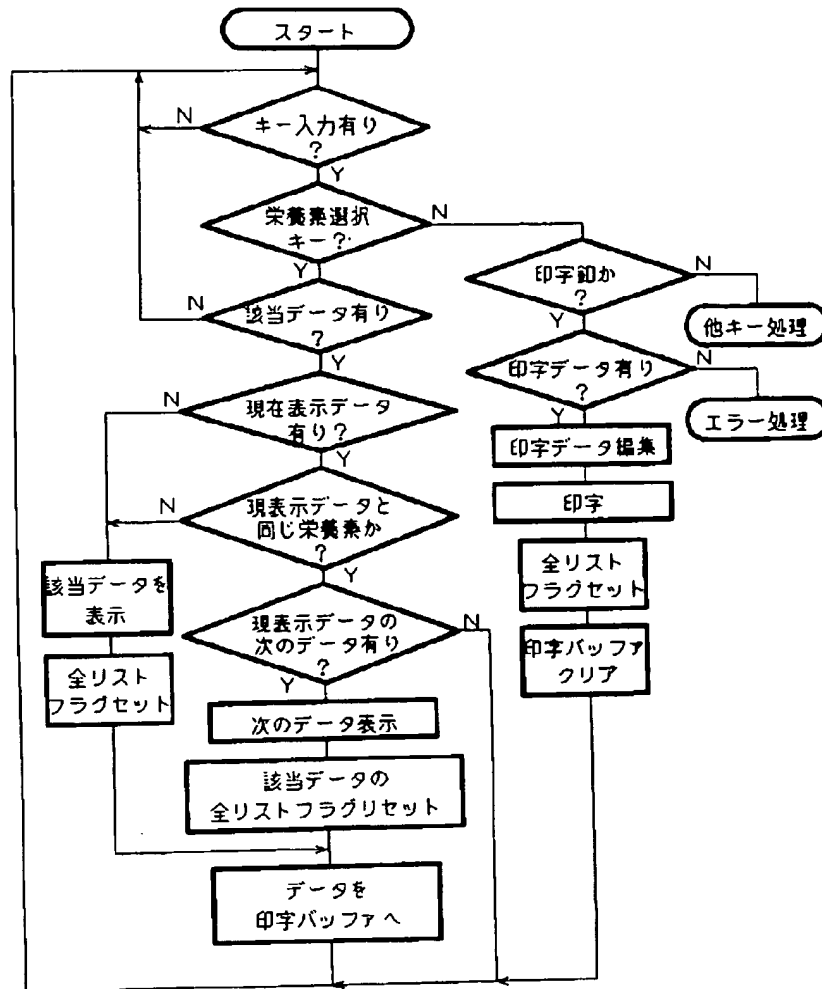 スタート
N
キー入力有り
?
Y
栄養素選択
キー?
N
Y
印字釦か
?
N
Y
他キー処理
N
該当データ有り
?
Y
印字データ有り
?
N
Y
エラー処理
N
現在表示データ
有り?
Y
印字データ編集
印字
N
現表示データと
同じ栄養素か
?
Y
全リスト
フラグセット
該当データを
表示
現表示データの
次のデータ有り
?
N
Y
印字バッファ
クリア
全リスト
フラグセット
次のデータ表示
該当データの
全リストフラグリセット
データを
印字バッファへ